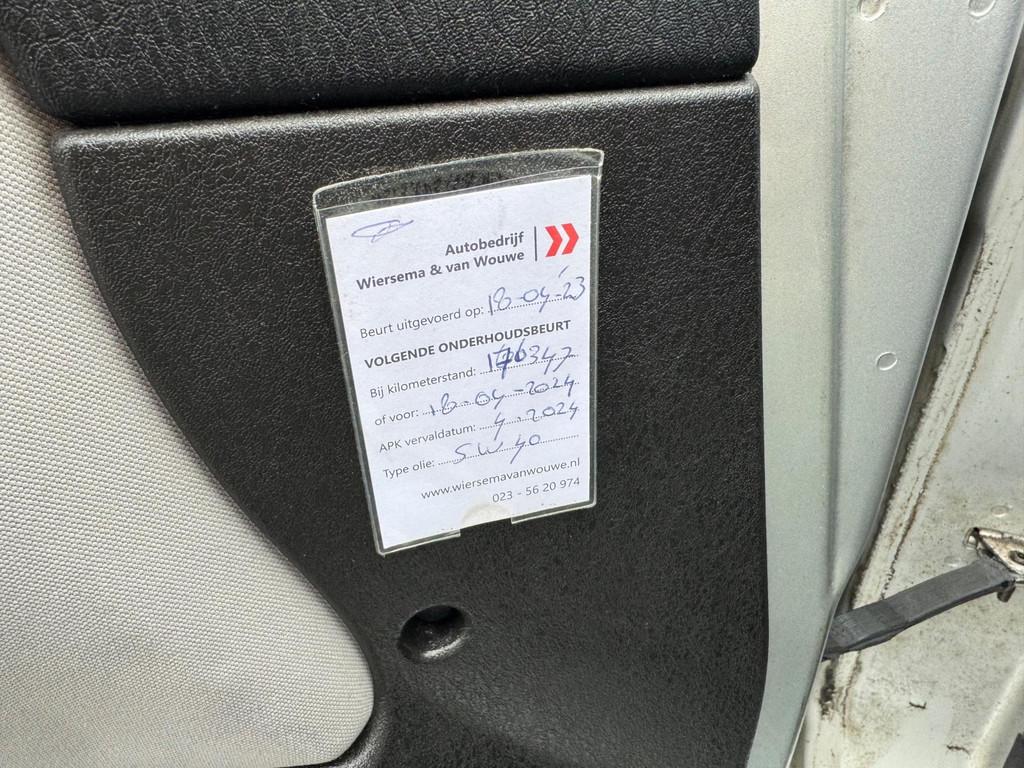 Autobedrijf
Wiersema & van Wouwe
Beurt uitgevoerd op: 18-04-'23
VOLGENDE ONDERHOUDSBEURT
Bij kilometerstand: 176347
of voor: 18-04-2024
APK vervaldatum: 4-2024
Type olie: 5W40
www.wiersemavanwouwe.nl
023 - 56 20 974